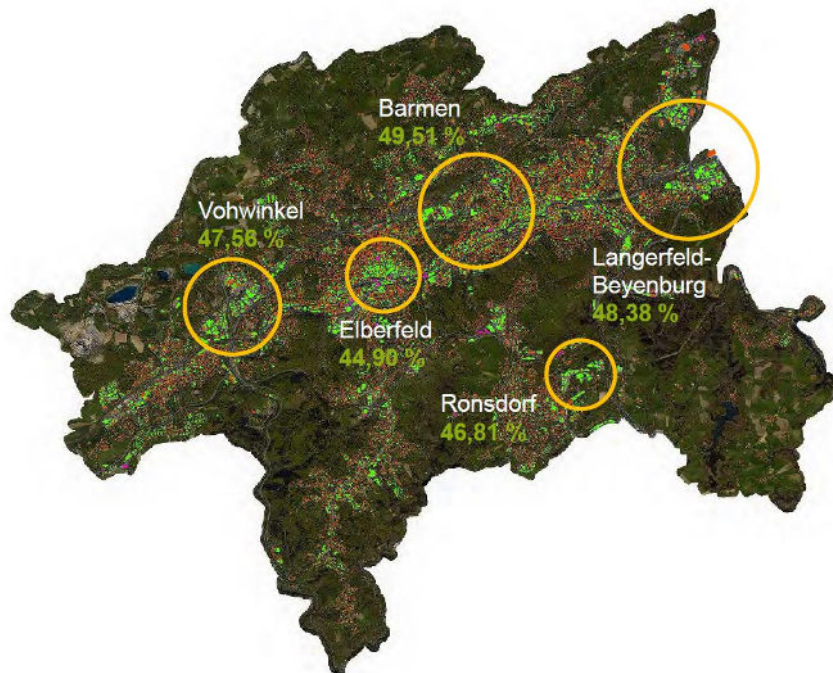 Barmen
49,51 %
Vohwinkel
47,56 %
Langerfeld-
Beyenburg
48,38 %
Elberfeld
44,90 %
Ronsdorf
46,81 %